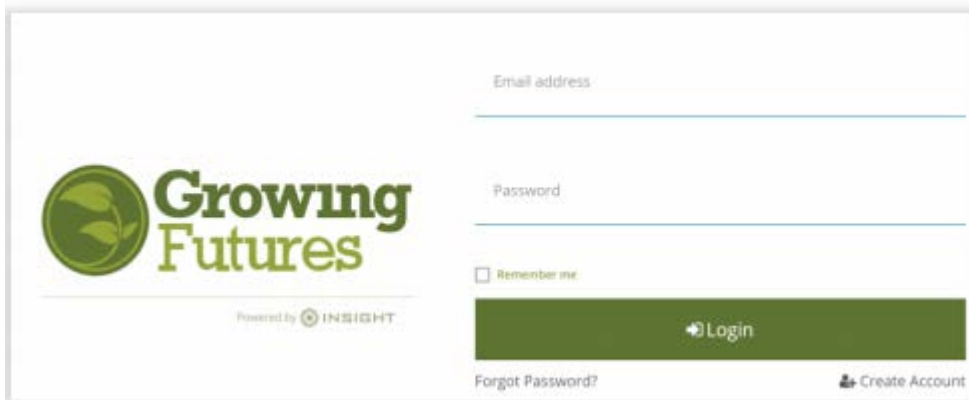 Growing
Futures
Powered by INSIGHT
Email address
Password
Remember me
Login
Forgot Password?
Create Account